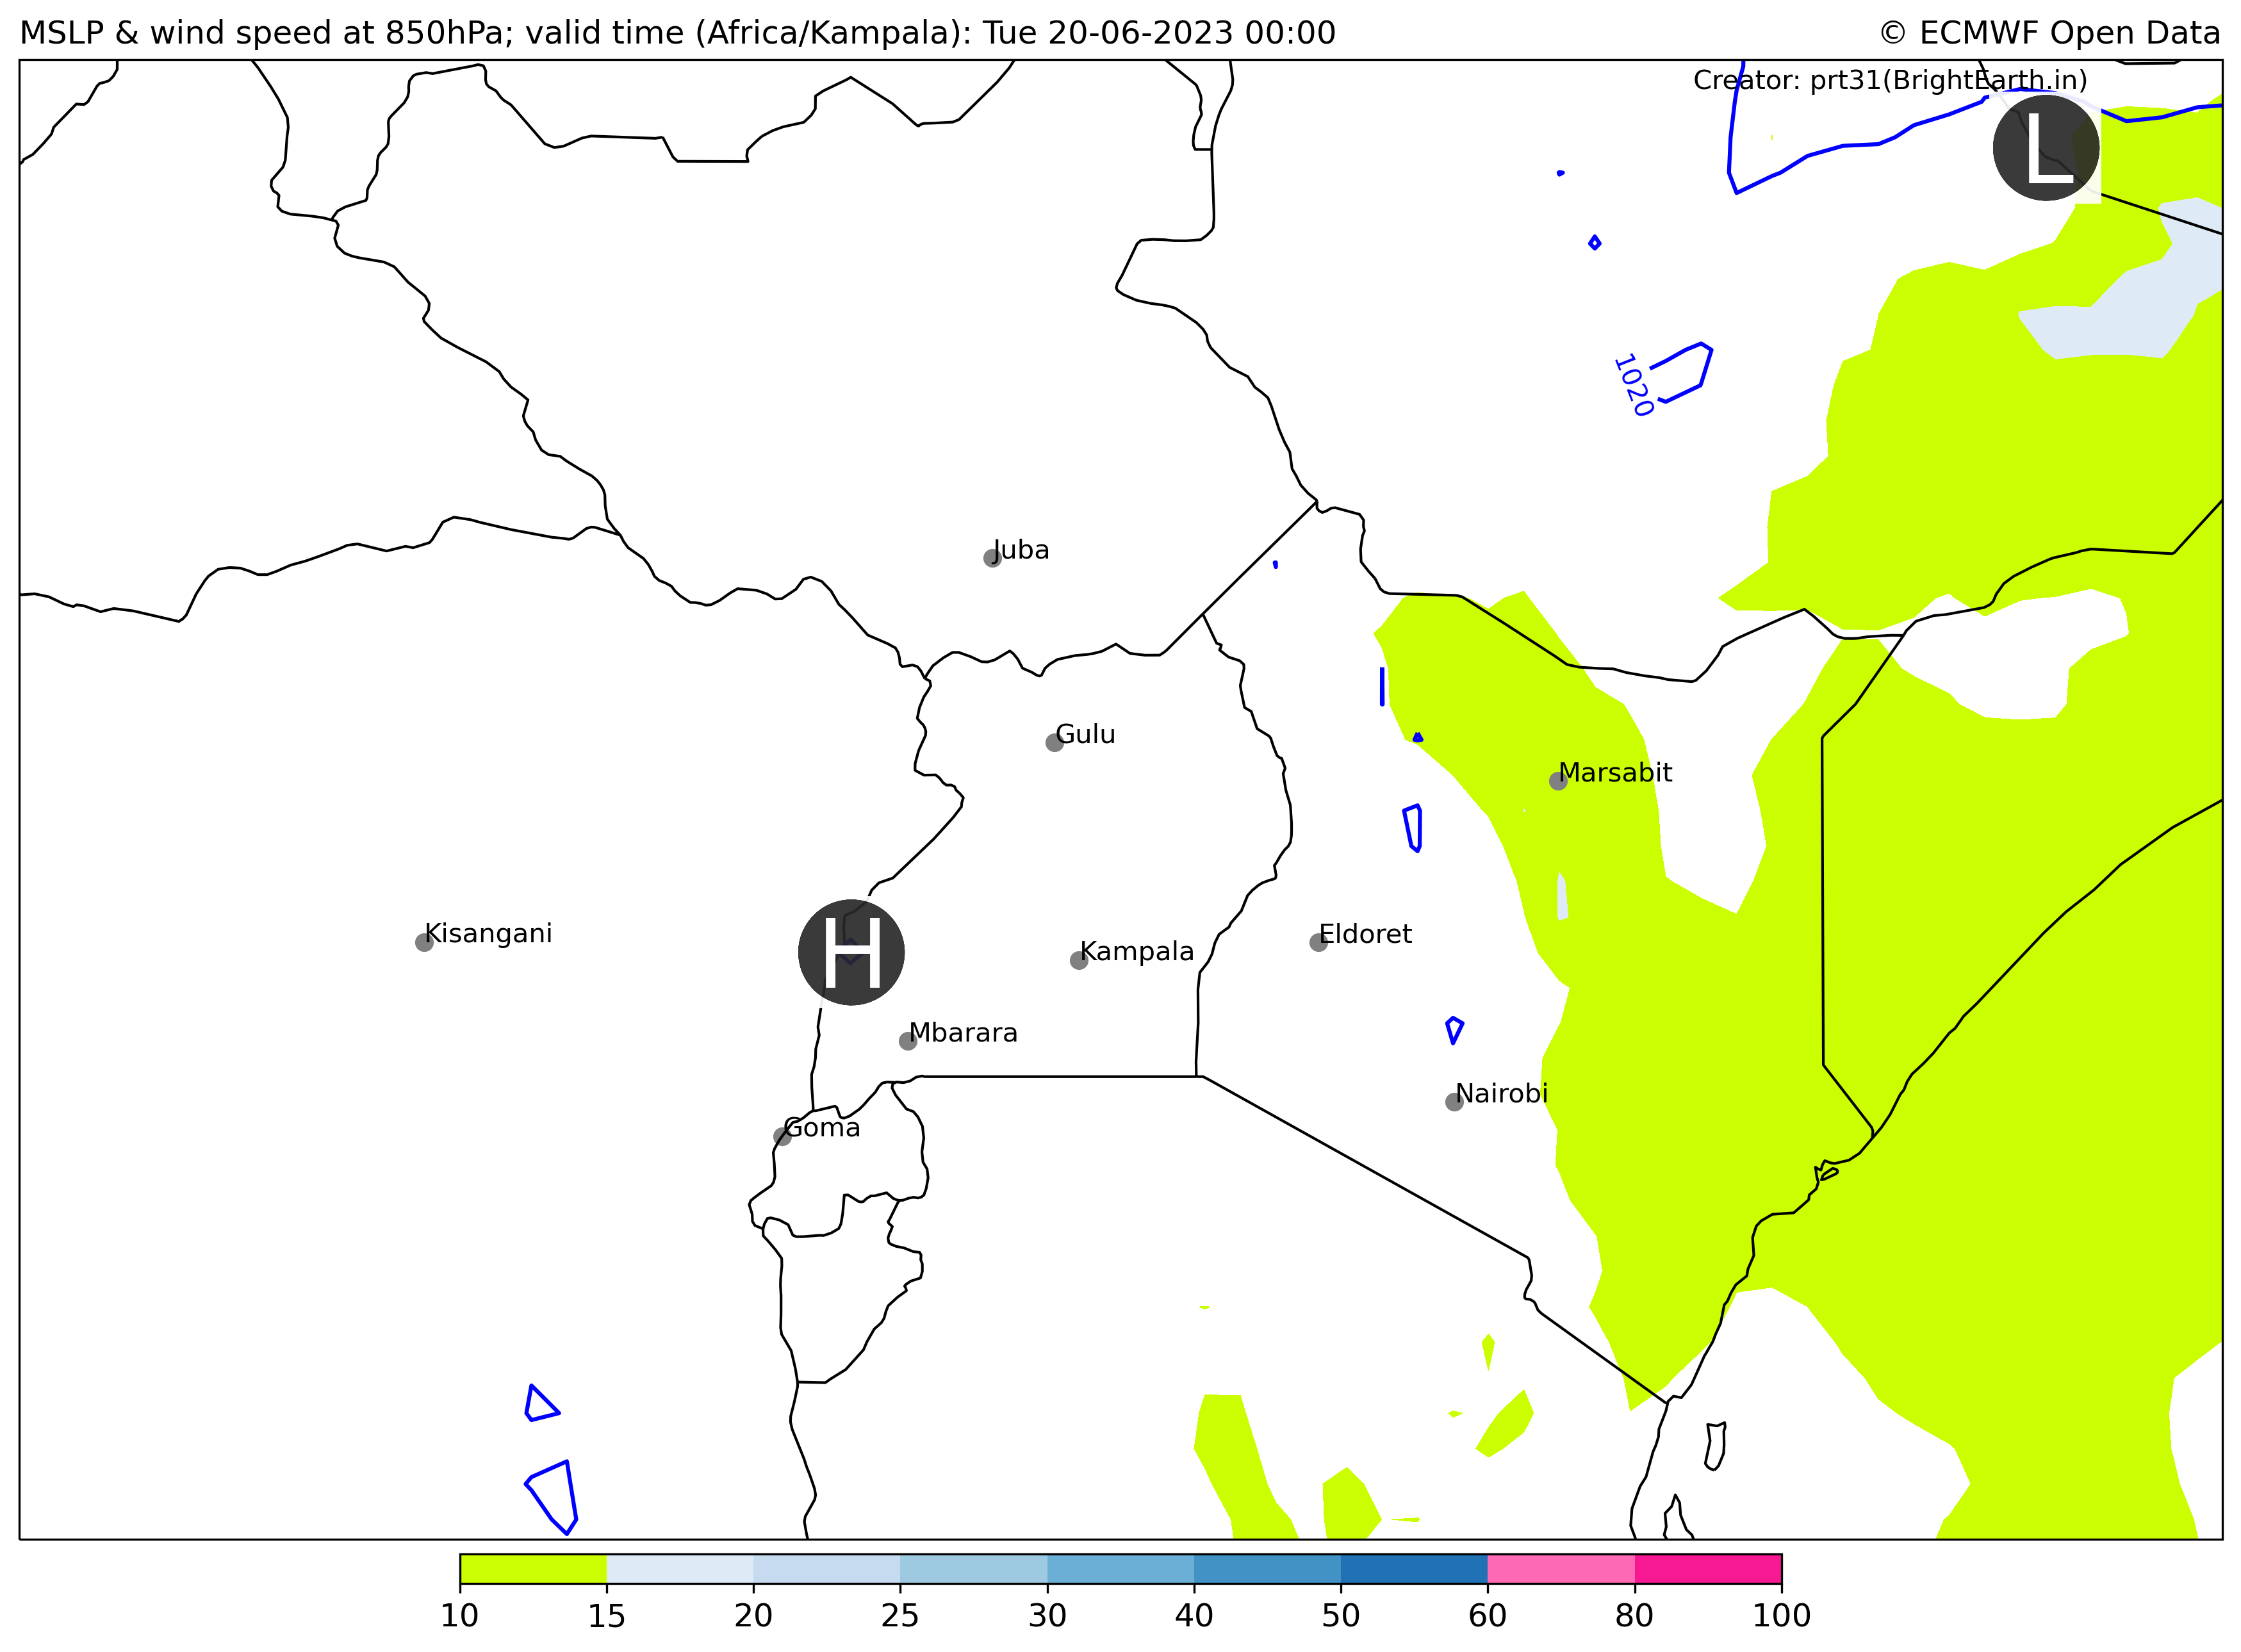 MSLP & wind speed at 850hPa; valid time (Africa/Kampala): Tue 20-06-2023 00:00
© ECMWF Open Data
Creator: prt31(BrightEarth.in)
L
1020
Juba
Gulu
Marsabit
Kisangani
H
Kampala
Eldoret
Mbarara
Nairobi
Goma
10 15 20 25 30 40 50 60 80 100